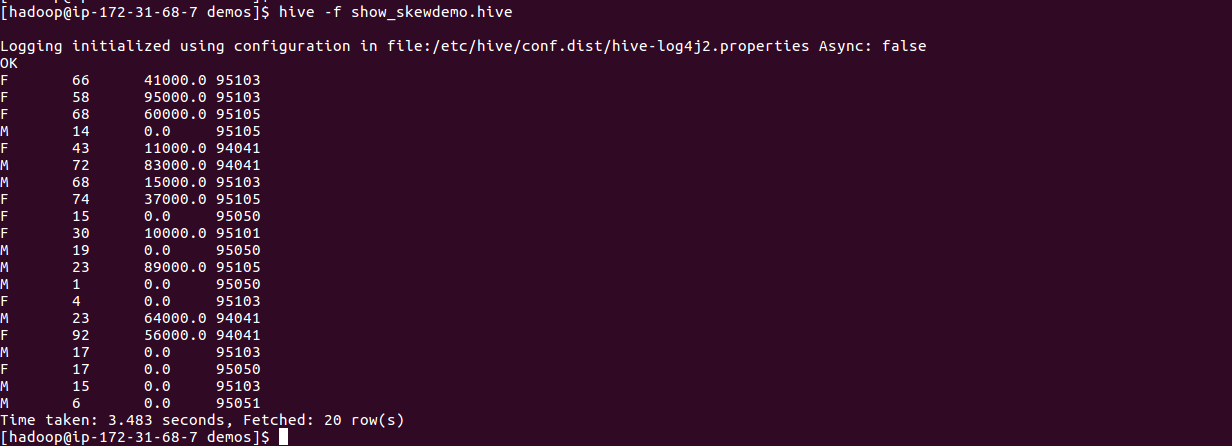 [hadoop@ip-172-31-68-7 demos]$ hive -f show_skewdemo.hive
Logging initialized using configuration in file:/etc/hive/conf.dist/hive-log4j2.properties Async: false
OK
F 66 41000.0 95103
F 58 95000.0 95103
F 68 60000.0 95105
M 14 0.0 95105
F 43 11000.0 94041
M 72 83000.0 94041
M 68 15000.0 95103
F 74 37000.0 95105
F 15 0.0 95050
F 30 10000.0 95101
M 19 0.0 95050
M 23 89000.0 95105
M 1 0.0 95050
F 4 0.0 95103
M 23 64000.0 94041
F 92 56000.0 94041
M 17 0.0 95103
F 17 0.0 95050
M 15 0.0 95103
M 6 0.0 95051
Time taken: 3.483 seconds, Fetched: 20 row(s)
[hadoop@ip-172-31-68-7 demos]$